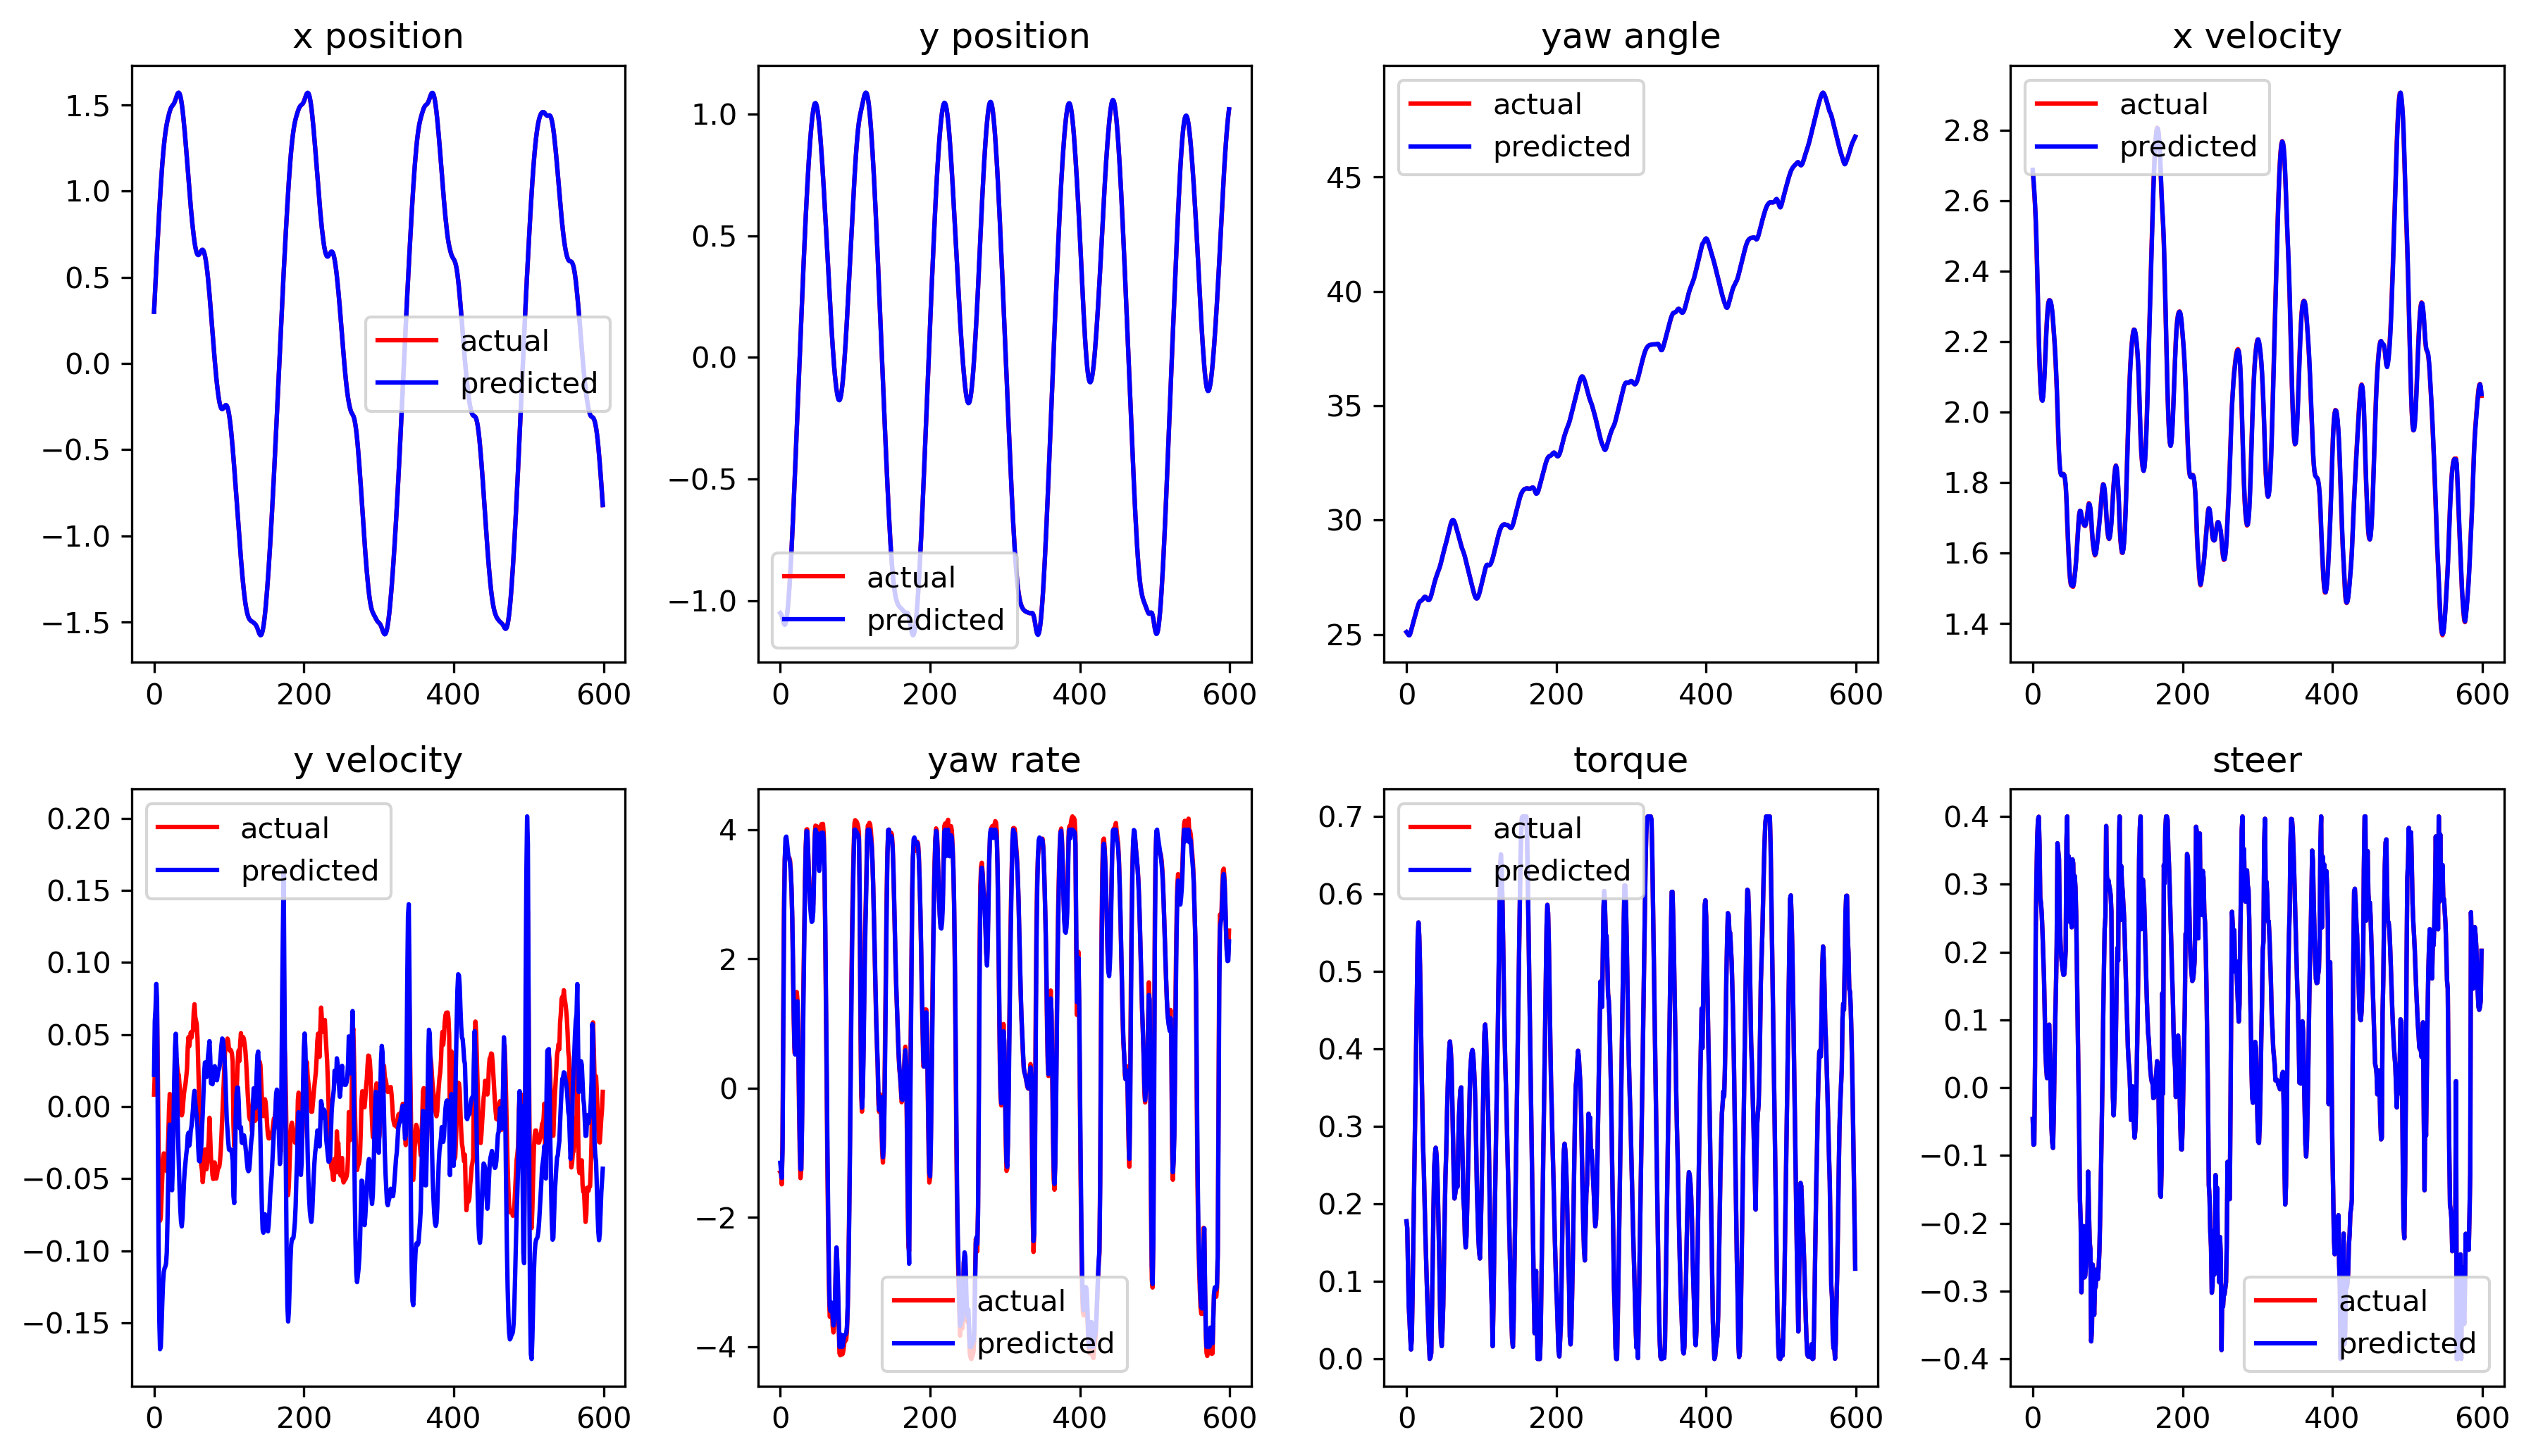 x position
1.5
1.0
0.5
0.0
−0.5
−1.0
−1.5
0 200 400 600
actual
predicted
y position
1.0
0.5
0.0
−0.5
−1.0
0 200 400 600
actual
predicted
yaw angle
45
40
35
30
25
0 200 400 600
actual
predicted
x velocity
2.8
2.6
2.4
2.2
2.0
1.8
1.6
1.4
0 200 400 600
actual
predicted
y velocity
0.20
0.15
0.10
0.05
0.00
−0.05
−0.10
−0.15
0 200 400 600
actual
predicted
yaw rate
4
2
0
−2
−4
0 200 400 600
actual
predicted
torque
0.7
0.6
0.5
0.4
0.3
0.2
0.1
0.0
0 200 400 600
actual
predicted
steer
0.4
0.3
0.2
0.1
0.0
−0.1
−0.2
−0.3
−0.4
0 200 400 600
actual
predicted